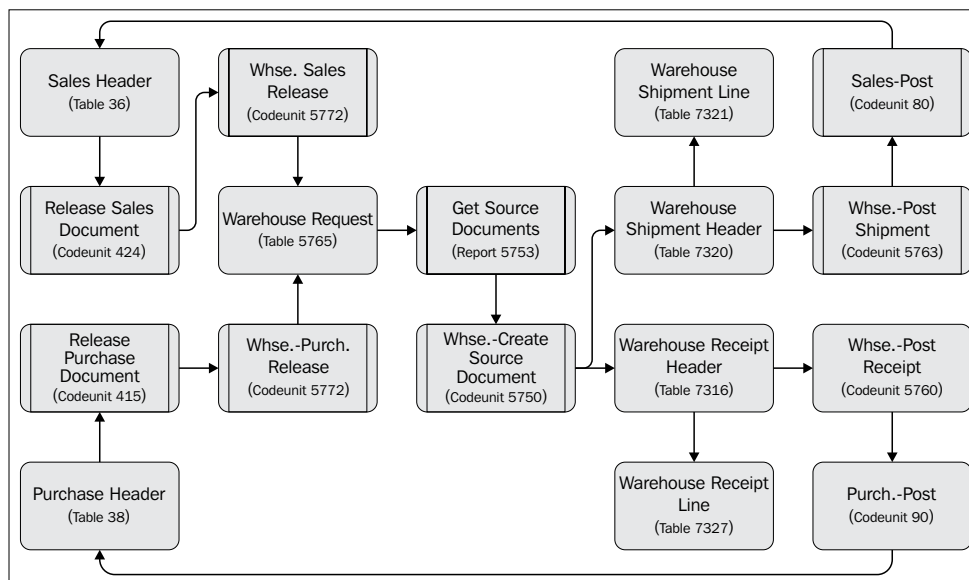 Sales Header
(Table 36)
Whse. Sales
Release
(Codeunit 5772)
Warehouse
Shipment Line
(Table 7321)
Sales-Post
(Codeunit 80)
Release Sales
Document
(Codeunit 424)
Warehouse Request
(Table 5765)
Get Source
Documents
(Report 5753)
Warehouse
Shipment Header
(Table 7320)
Whse.-Post
Shipment
(Codeunit 5763)
Release
Purchase
Document
(Codeunit 415)
Whse.-Purch.
Release
(Codeunit 5772)
Whse.-Create
Source
Document
(Codeunit 5750)
Warehouse Receipt
Header
(Table 7316)
Whse.-Post
Receipt
(Codeunit 5760)
Purchase Header
(Table 38)
Warehouse Receipt
Line
(Table 7327)
Purch.-Post
(Codeunit 90)